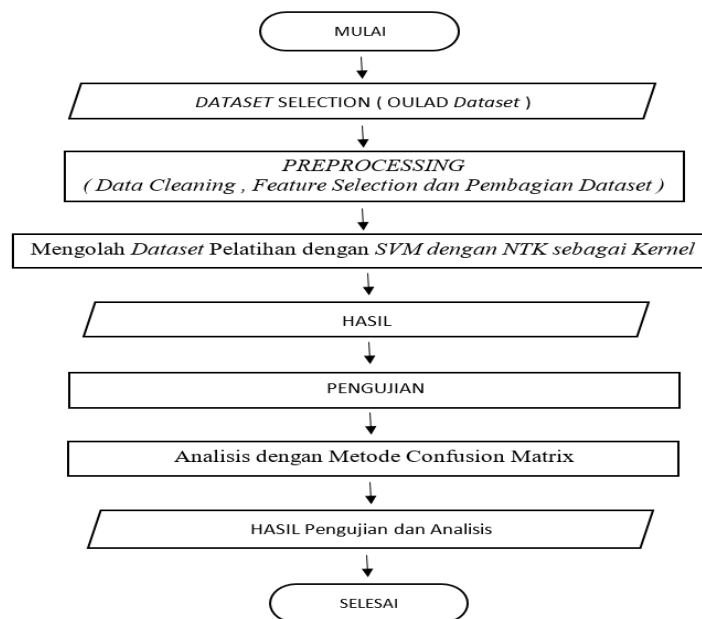 MULAI
DATASET SELECTION ( OULAD Dataset )
PREPROCESSING
( Data Cleaning , Feature Selection dan Pembagian Dataset )
Mengolah Dataset Pelatihan dengan SVM dengan NTK sebagai Kernel
HASIL
PENGUJIAN
Analisis dengan Metode Confusion Matrix
HASIL Pengujian dan Analisis
SELESAI